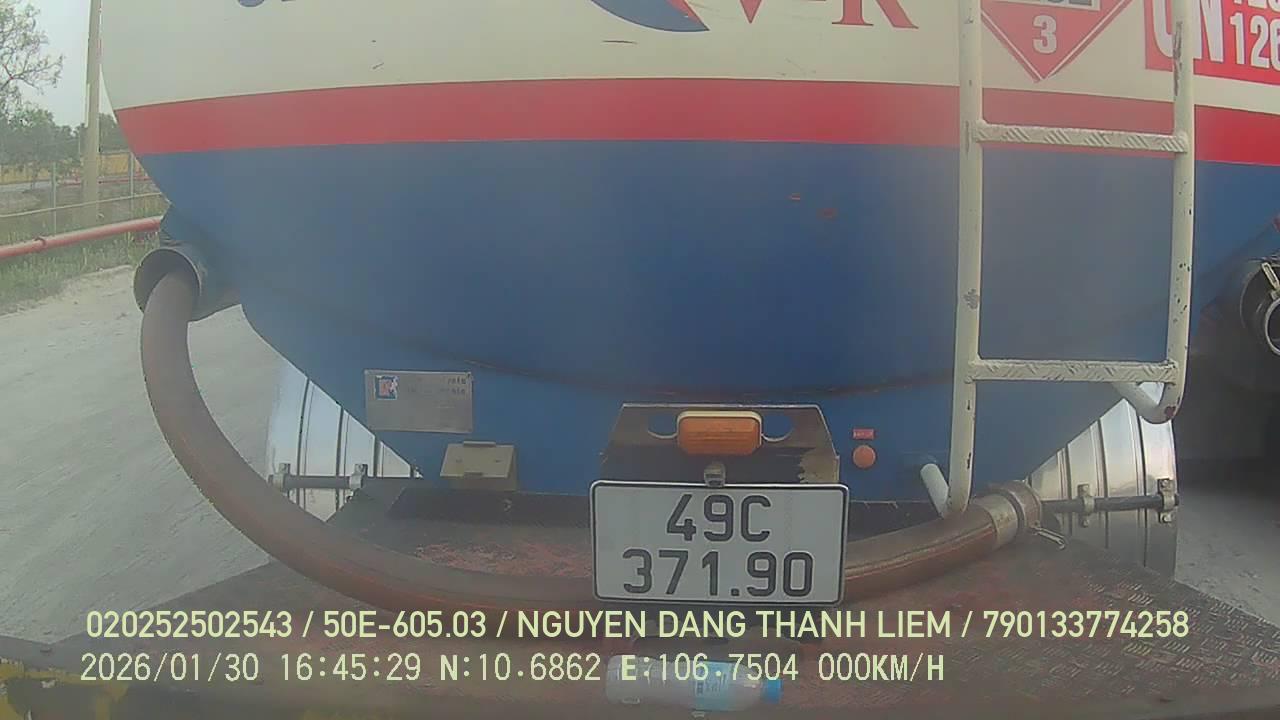 3
UN
126
49C
371.90
020252502543 / 50E-605.03 / NGUYEN DANG THANH LIEM / 790133774258
2026/01/30 16:45:29 N:10.6862 E:106.7504 000KM/H